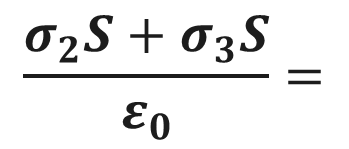 σ₂S + σ₃S
ε₀ =